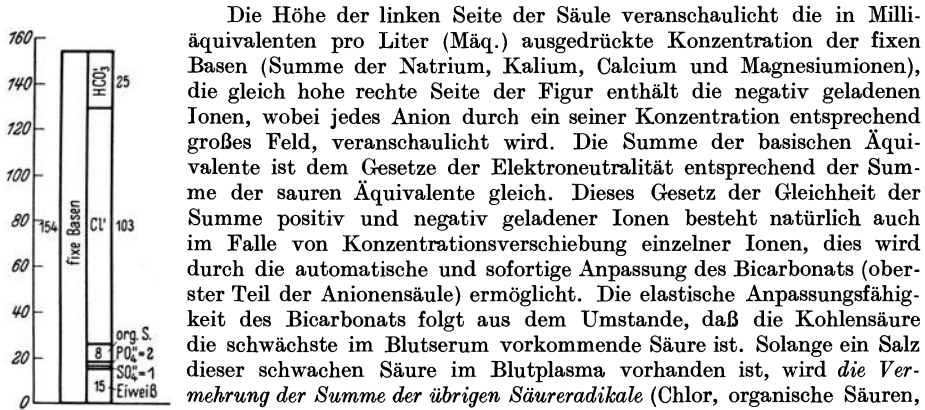 160
140
120
100
80
60
40
20
0
154
fixe Basen
HCO₃'
25
Cl'
103
org. S.
8
PO₄'''=2
SO₄''=1
15
Eiweiß
Die Höhe der linken Seite der Säule veranschaulicht die in Milli-
äquivalenten pro Liter (Mäq.) ausgedrückte Konzentration der fixen
Basen (Summe der Natrium, Kalium, Calcium und Magnesiumionen),
die gleich hohe rechte Seite der Figur enthält die negativ geladenen
Ionen, wobei jedes Anion durch ein seiner Konzentration entsprechend
großes Feld, veranschaulicht wird. Die Summe der basischen Äqui-
valente ist dem Gesetze der Elektroneutralität entsprechend der Sum-
me der sauren Äquivalente gleich. Dieses Gesetz der Gleichheit der
Summe positiv und negativ geladener Ionen besteht natürlich auch
im Falle von Konzentrationsverschiebung einzelner Ionen, dies wird
durch die automatische und sofortige Anpassung des Bicarbonats (ober-
ster Teil der Anionensäule) ermöglicht. Die elastische Anpassungsfähig-
keit des Bicarbonats folgt aus dem Umstande, daß die Kohlensäure
die schwächste im Blutserum vorkommende Säure ist. Solange ein Salz
dieser schwachen Säure im Blutplasma vorhanden ist, wird die Ver-
mehrung der Summe der übrigen Säureradikale (Chlor, organische Säuren,